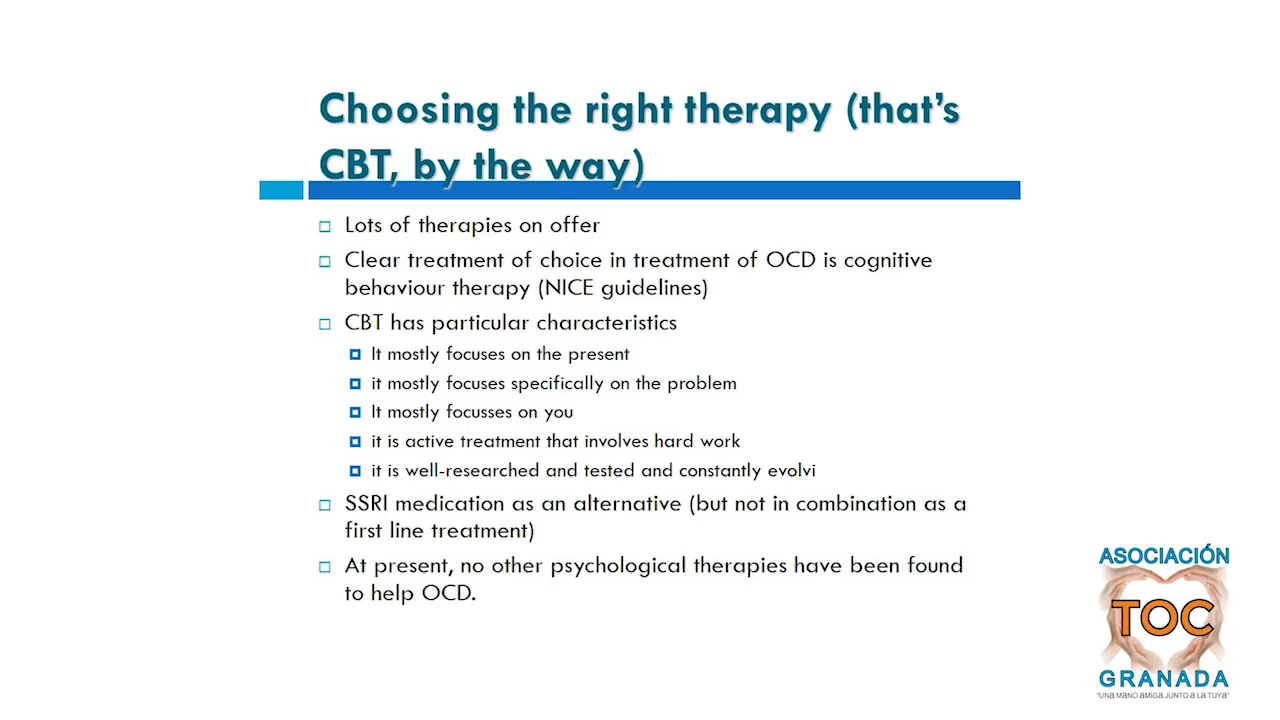 Choosing the right therapy (that's
CBT, by the way)
Lots of therapies on offer
Clear treatment of choice in treatment of OCD is cognitive
behaviour therapy (NICE guidelines)
CBT has particular characteristics
It mostly focuses on the present
it mostly focuses specifically on the problem
It mostly focusses on you
it is active treatment that involves hard work
it is well-researched and tested and constantly evolvi
SSRI medication as an alternative (but not in combination as a
first line treatment)
At present, no other psychological therapies have been found
to help OCD.
ASOCIACIÓN
TOC
GRANADA
"UNA MANO AMIGA JUNTO A LA TUYA"